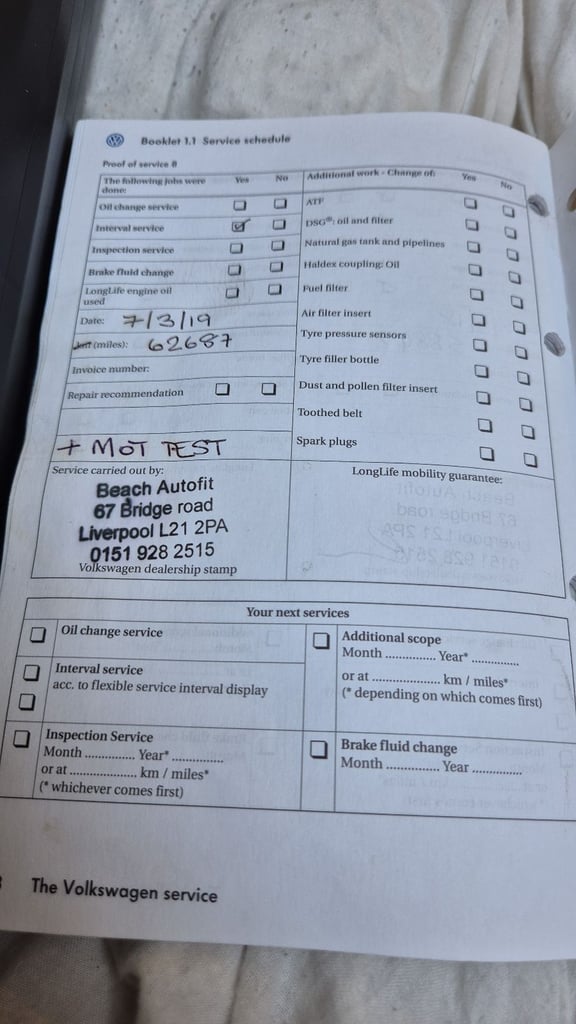 Booklet 1.1 Service schedule
Proof of service 8
The following jobs were done: Yes No
Oil change service
Interval service
Inspection service
Brake fluid change
LongLife engine oil used
Date: 7/3/19
km (miles): 62687
Invoice number:
Repair recommendation
+ MOT TEST
Service carried out by:
Beach Autofit
67 Bridge road
Liverpool L21 2PA
0151 928 2515
Volkswagen dealership stamp
Additional work - Change of: Yes No
ATF
DSG®: oil and filter
Natural gas tank and pipelines
Haldex coupling: Oil
Fuel filter
Air filter insert
Tyre pressure sensors
Tyre filler bottle
Dust and pollen filter insert
Toothed belt
Spark plugs
LongLife mobility guarantee:
Your next services
Oil change service
Interval service
acc. to flexible service interval display
Inspection Service
Month .............. Year* ..............
or at .................... km / miles*
(* whichever comes first)
Additional scope
Month .............. Year* ..............
or at .................... km / miles*
(* depending on which comes first)
Brake fluid change
Month .............. Year ..............
The Volkswagen service